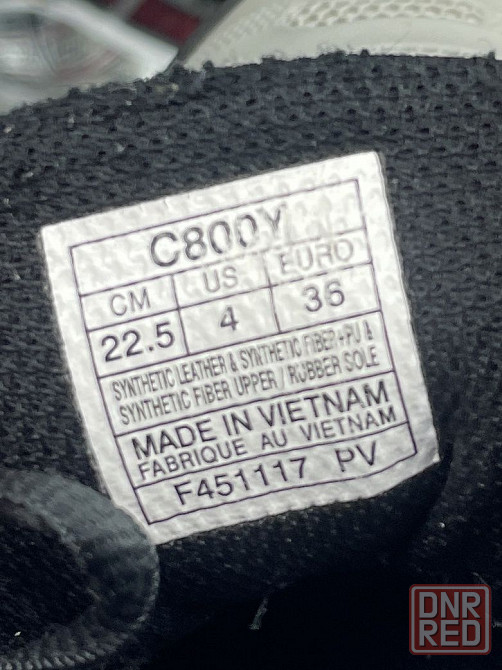 C800Y
CM US EURO
22.5 4 36
SYNTHETIC LEATHER & SYNTHETIC FIBER+PU &
SYNTHETIC FIBER UPPER / RUBBER SOLE
MADE IN VIETNAM
FABRIQUE AU VIETNAM
F451117 PV
DNR
RED